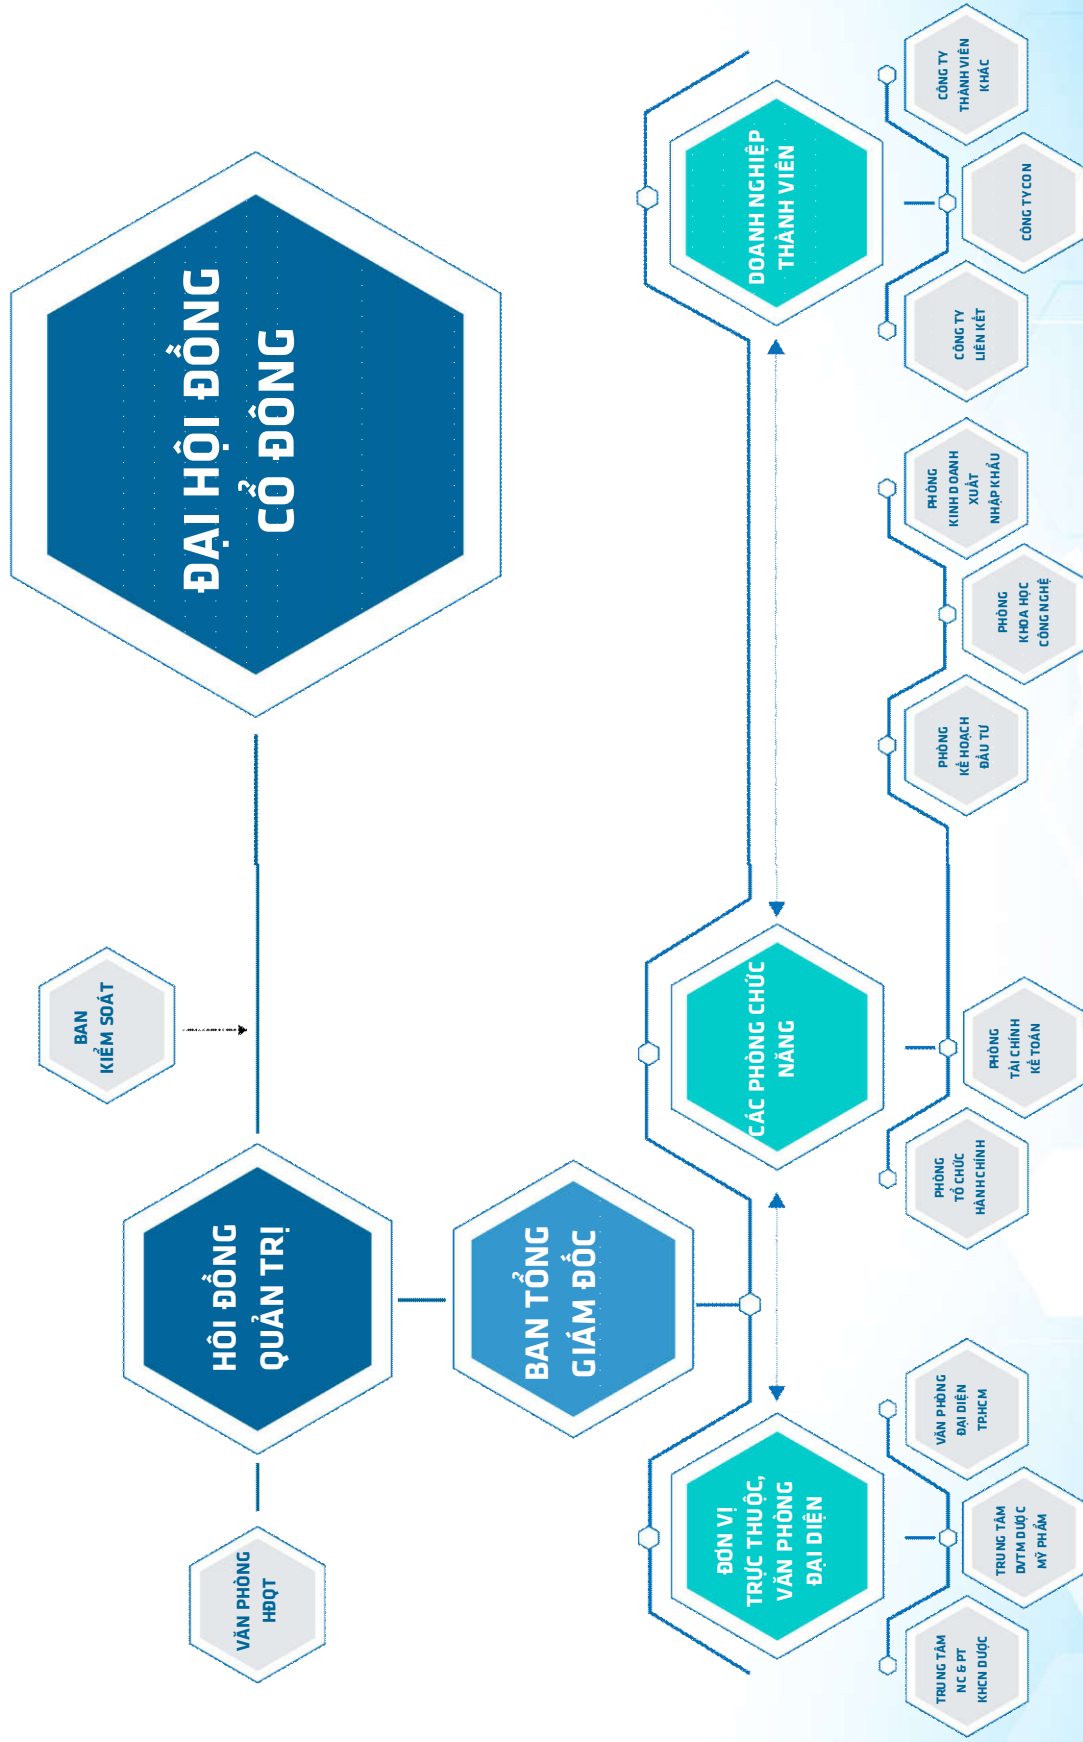 ĐẠI HỘI ĐỒNG
CỔ ĐÔNG
BAN
KIỂM SOÁT
HÔI ĐỒNG
QUẢN TRỊ
VĂN PHÒNG
HĐQT
BAN TỔNG
GIÁM ĐỐC
ĐƠN VỊ
TRỰC THUỘC,
VĂN PHÒNG
ĐẠI DIỆN
CÁC PHÒNG CHỨC
NĂNG
DOANH NGHIỆP
THÀNH VIÊN
TRUNG TÂM
NC & PT
KHCN DƯỢC
TRUNG TÂM
DVTM DƯỢC
MỸ PHẨM
VĂN PHÒNG
ĐẠI DIỆN
TP.HCM
PHÒNG
TỔ CHỨC
HÀNH CHÍNH
PHÒNG
TÀI CHÍNH
KẾ TOÁN
PHÒNG
KẾ HOẠCH
ĐẦU TƯ
PHÒNG
KHOA HỌC
CÔNG NGHỆ
PHÒNG
KINH DOANH
XUẤT
NHẬP KHẨU
CÔNG TY
LIÊN KẾT
CÔNG TY CON
CÔNG TY
THÀNH VIÊN
KHÁC